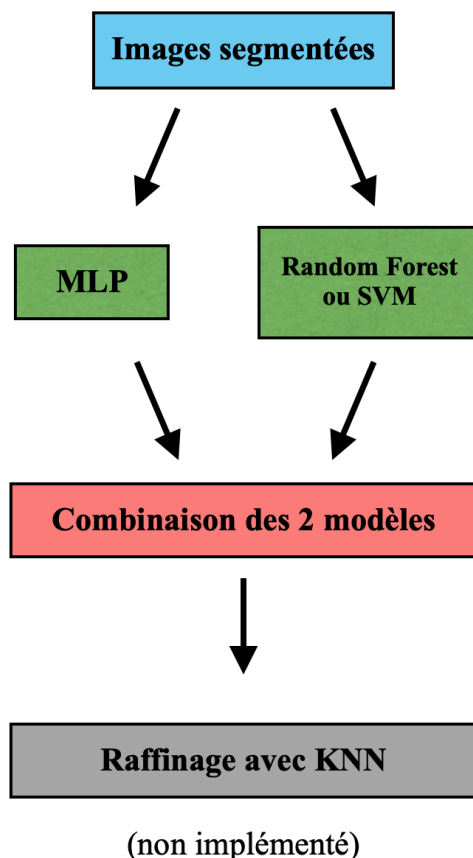 Images segmentées
MLP
Random Forest
ou SVM
Combinaison des 2 modèles
Raffinage avec KNN
(non implémenté)